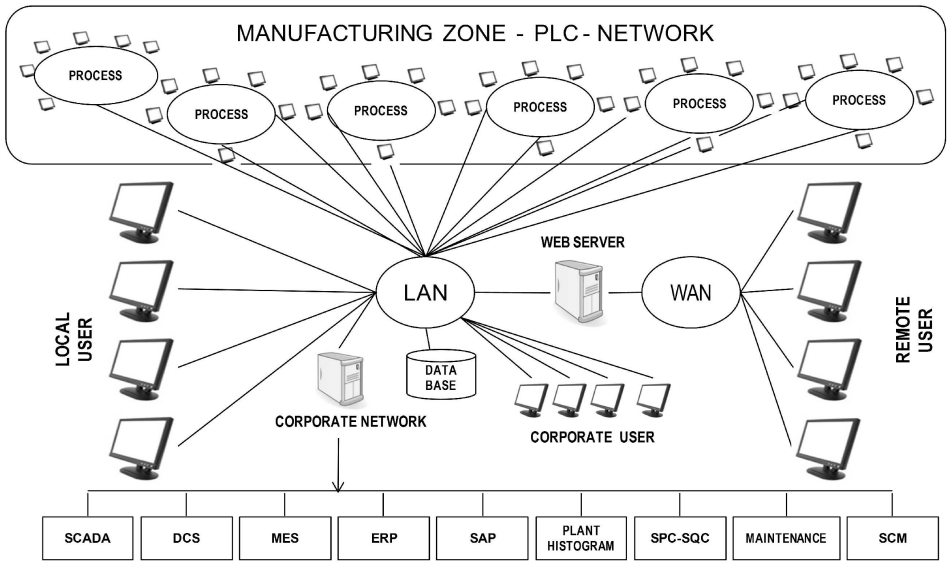 MANUFACTURING ZONE - PLC - NETWORK
PROCESS
PROCESS
PROCESS
PROCESS
PROCESS
PROCESS
WEB SERVER
LAN
WAN
LOCAL
USER
REMOTE
USER
DATA
BASE
CORPORATE NETWORK
CORPORATE USER
SCADA
DCS
MES
ERP
SAP
PLANT
HISTOGRAM
SPC-SQC
MAINTENANCE
SCM